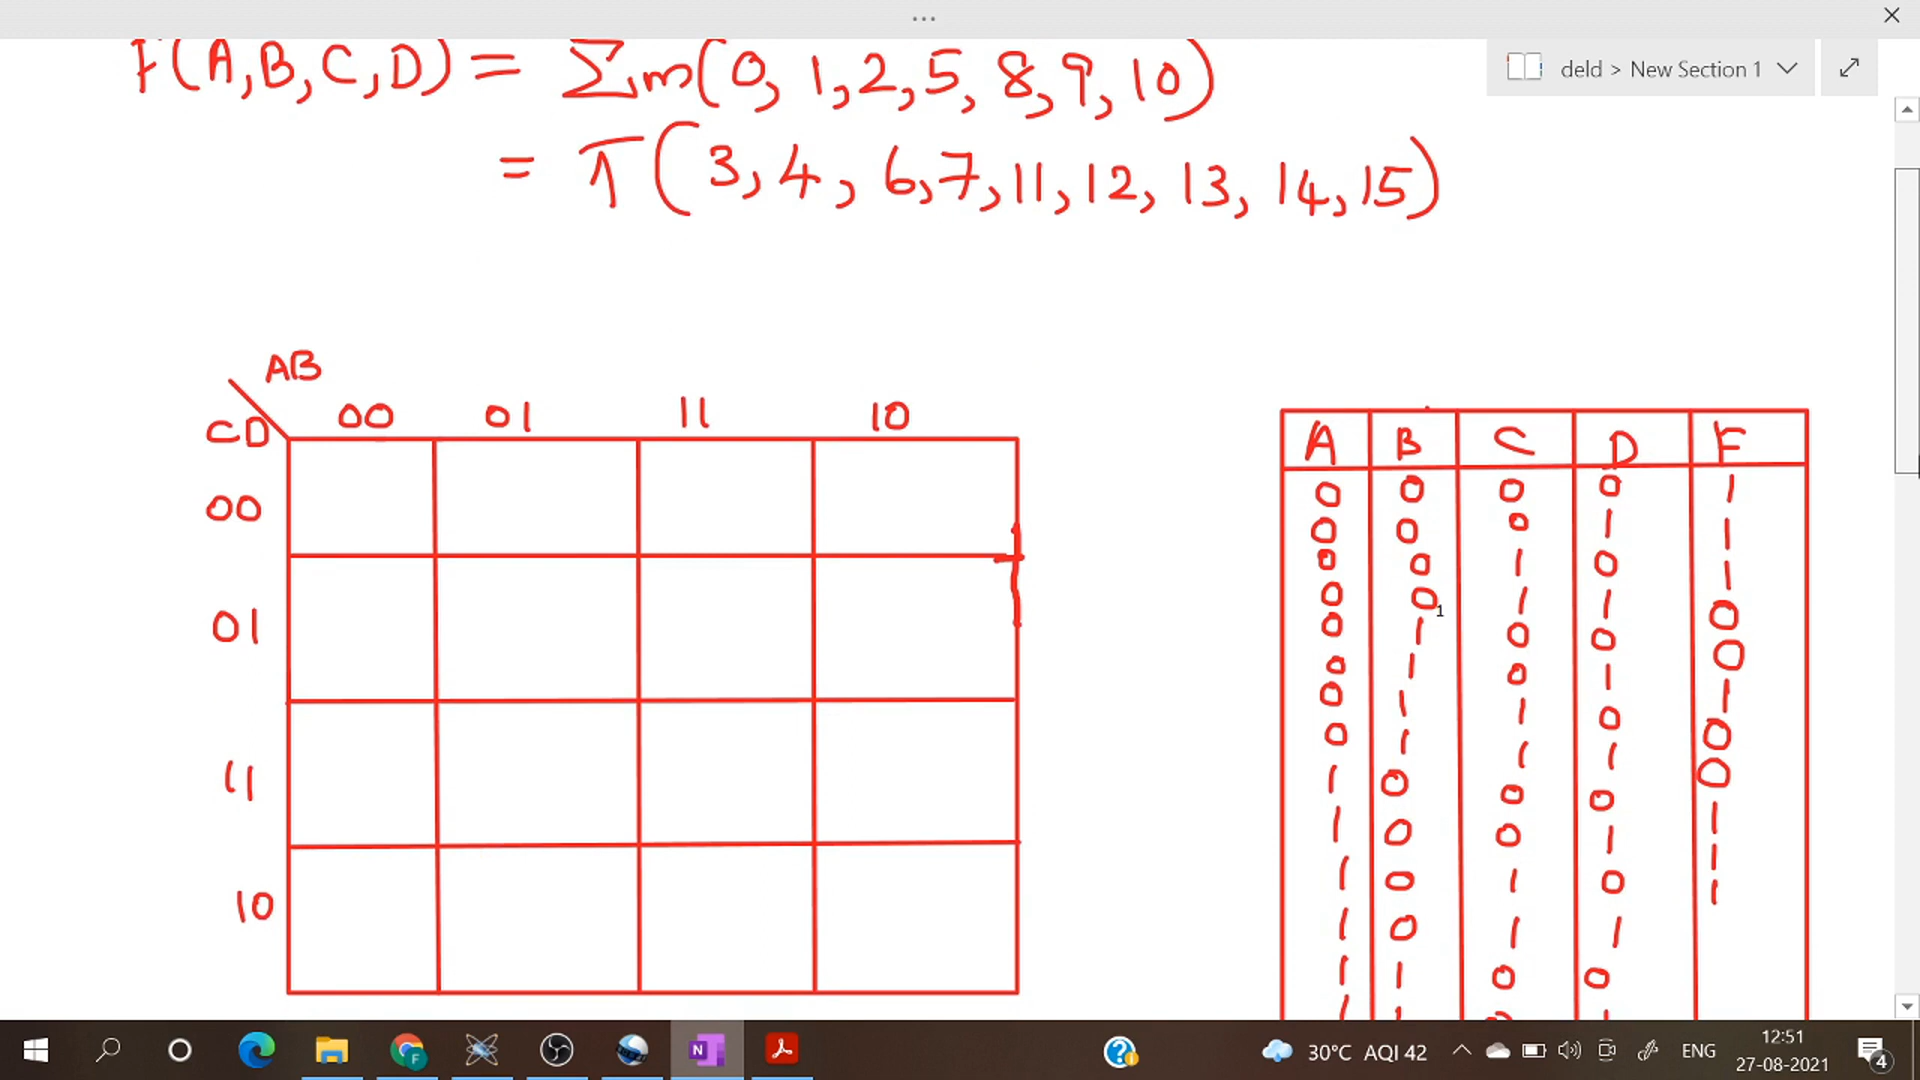 ...
F(A,B,C,D) = Σm(0, 1, 2, 5, 8, 9, 10)
deld > New Section 1
= π(3, 4, 6, 7, 11, 12, 13, 14, 15)
AB
CD 00 01 11 10
00
01
11
10
A B C D F
0 0 0 0 1
0 0 0 1 1
0 0 1 0 1
0 0 1 1 0
0 1 0 0 0
0 1 0 1 1
0 1 1 0 0
0 1 1 1 0
1 0 0 0 1
1 0 0 1 1
1 0 1 0 1
1 0 1 1
1 1 0 0
30°C AQI 42
ENG
12:51
27-08-2021
4